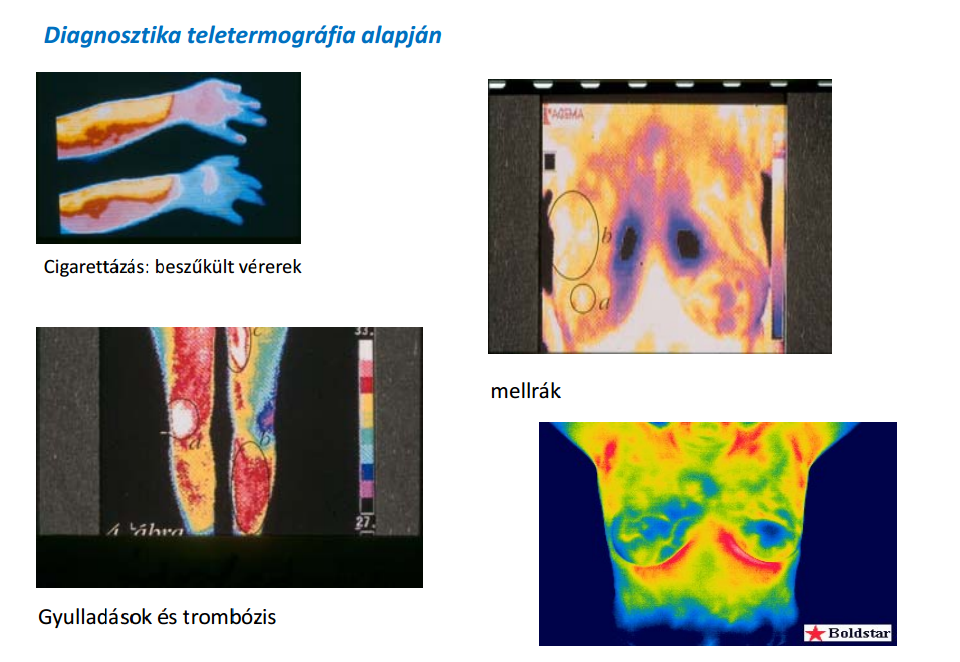 Diagnosztika teletermográfia alapján
AGEMA
b
a
Cigarettázás: beszűkült vérerek
33.
c
a
b
27.
4. ábra
mellrák
Gyulladások és trombózis
Boldstar